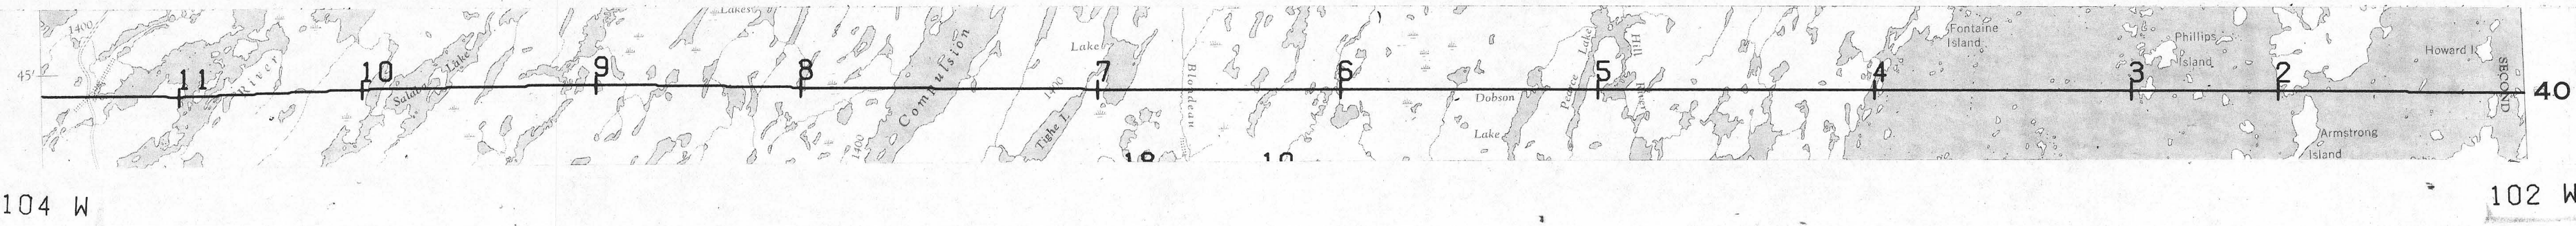 1400
Lakes
Fontaine
Island
Phillips
Island
Howard I.
45'
11
10
9
8
7
6
5
4
3
2
River
Lake
Compulsion
Lake
1400
Blondeau
Pearce Lake
Hill
River
SECOND
40
Dobson
Lake
1400
Tighe L.
Armstrong
Island
104 W
102 W